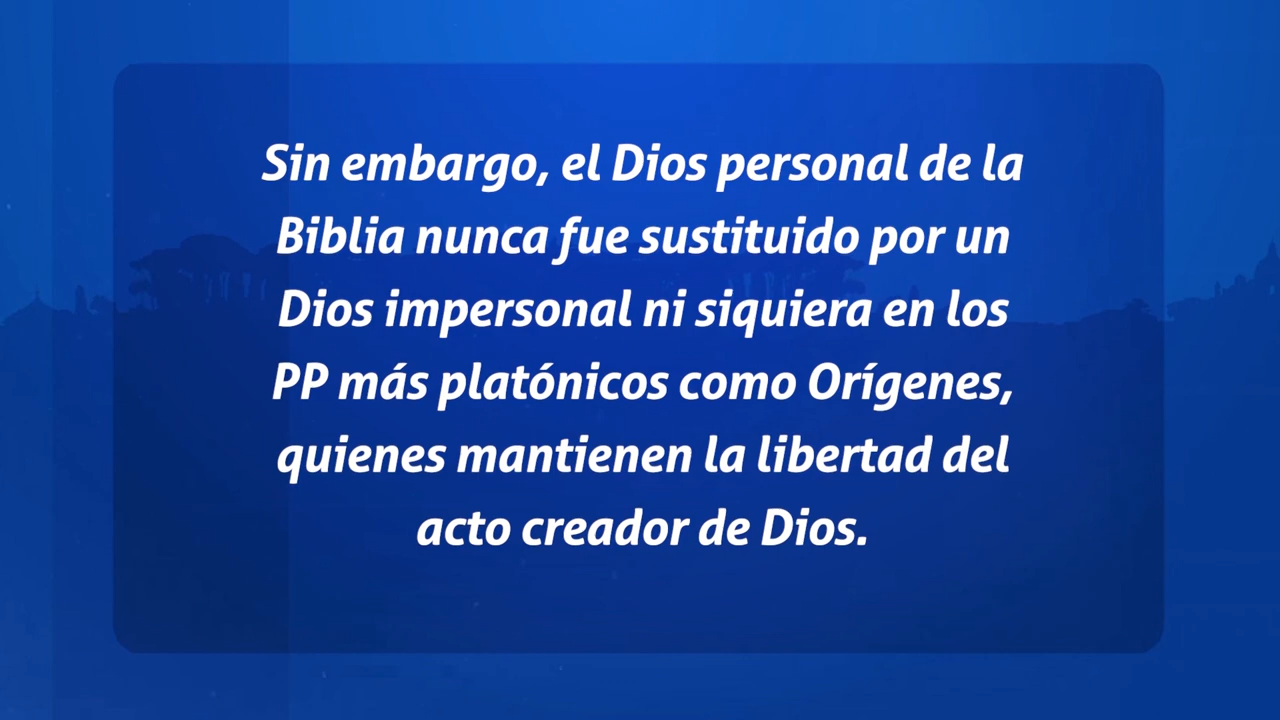 Sin embargo, el Dios personal de la
Biblia nunca fue sustituido por un
Dios impersonal ni siquiera en los
PP más platónicos como Orígenes,
quienes mantienen la libertad del
acto creador de Dios.